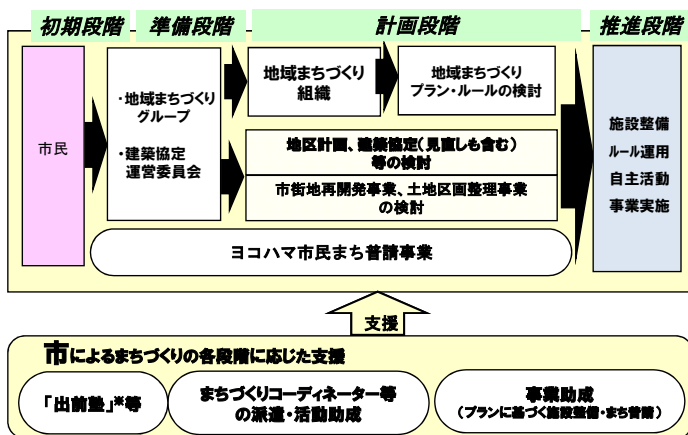 初期段階
準備段階
計画段階
推進段階
市民
・地域まちづくり
グループ
・建築協定
運営委員会
地域まちづくり
組織
地域まちづくり
プラン・ルールの検討
地区計画、建築協定(見直しも含む)
等の検討
市街地再開発事業、土地区画整理事業
の検討
ヨコハマ市民まち普請事業
施設整備
ルール運用
自主活動
事業実施
支援
市によるまちづくりの各段階に応じた支援
「出前塾」※等
まちづくりコーディネーター等
の派遣・活動助成
事業助成
(プランに基づく施設整備・まち普請)